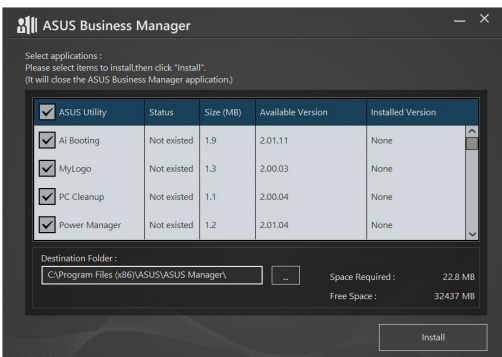 ASUS Business Manager
Select applications :
Please select items to install,then click "Install".
(It will close the ASUS Business Manager application.)
ASUS Utility Status Size (MB) Available Version Installed Version
Ai Booting Not existed 1.9 2.01.11 None
MyLogo Not existed 1.3 2.00.03 None
PC Cleanup Not existed 1.1 2.00.04 None
Power Manager Not existed 1.2 2.01.04 None
Destination Folder :
C:\Program Files (x86)\ASUS\ASUS Manager\ ... Space Required : 22.8 MB
Free Space : 32437 MB
Install